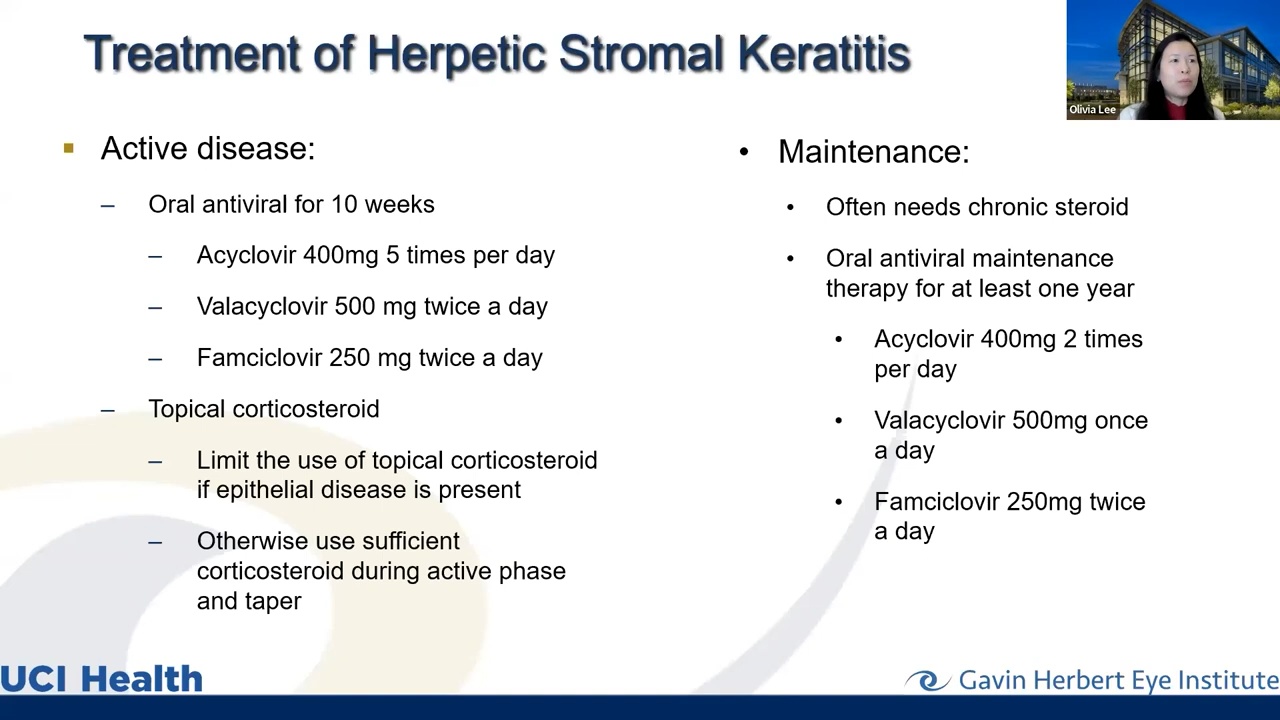 Treatment of Herpetic Stromal Keratitis
Olivia Lee
Active disease:
Oral antiviral for 10 weeks
Acyclovir 400mg 5 times per day
Valacyclovir 500 mg twice a day
Famciclovir 250 mg twice a day
Topical corticosteroid
Limit the use of topical corticosteroid
if epithelial disease is present
Otherwise use sufficient
corticosteroid during active phase
and taper
Maintenance:
Often needs chronic steroid
Oral antiviral maintenance
therapy for at least one year
Acyclovir 400mg 2 times
per day
Valacyclovir 500mg once
a day
Famciclovir 250mg twice
a day
UCI Health
Gavin Herbert Eye Institute